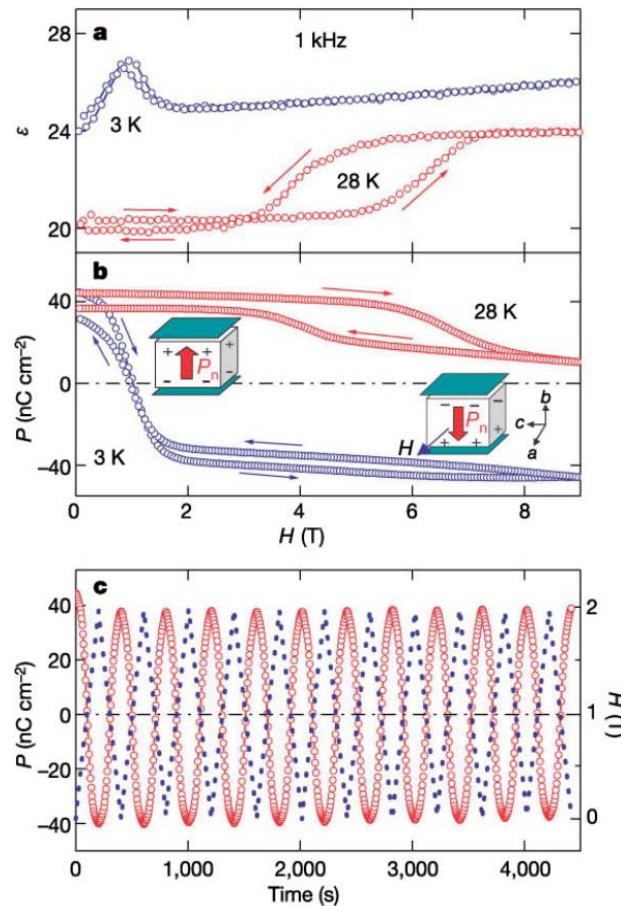 a
28
1 kHz
ε
3 K
24
28 K
20
b
40
28 K
+ + +
P (nC cm⁻²)
Pₙ
0
− − −
− − −
b
Pₙ
H
c
3 K
+ +
a
−40
0 2 4 6 8
H (T)
c
40 2
20
P (nC cm⁻²)
0 1
H (T)
−20
−40 0
0 1,000 2,000 3,000 4,000
Time (s)